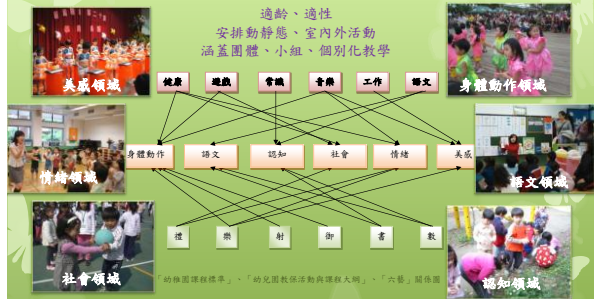 適齡、適性
安排動靜態、室內外活動
涵蓋團體、小組、個別化教學
美感領域
身體動作領域
健康 遊戲 常識 音樂 工作 語文
情緒領域
身體動作 語文 認知 社會 情緒 美感
語文領域
禮 樂 射 御 書 數
社會領域
「幼稚園課程標準」、「幼兒園教保活動與課程大綱」、「六藝」關係圖
認知領域